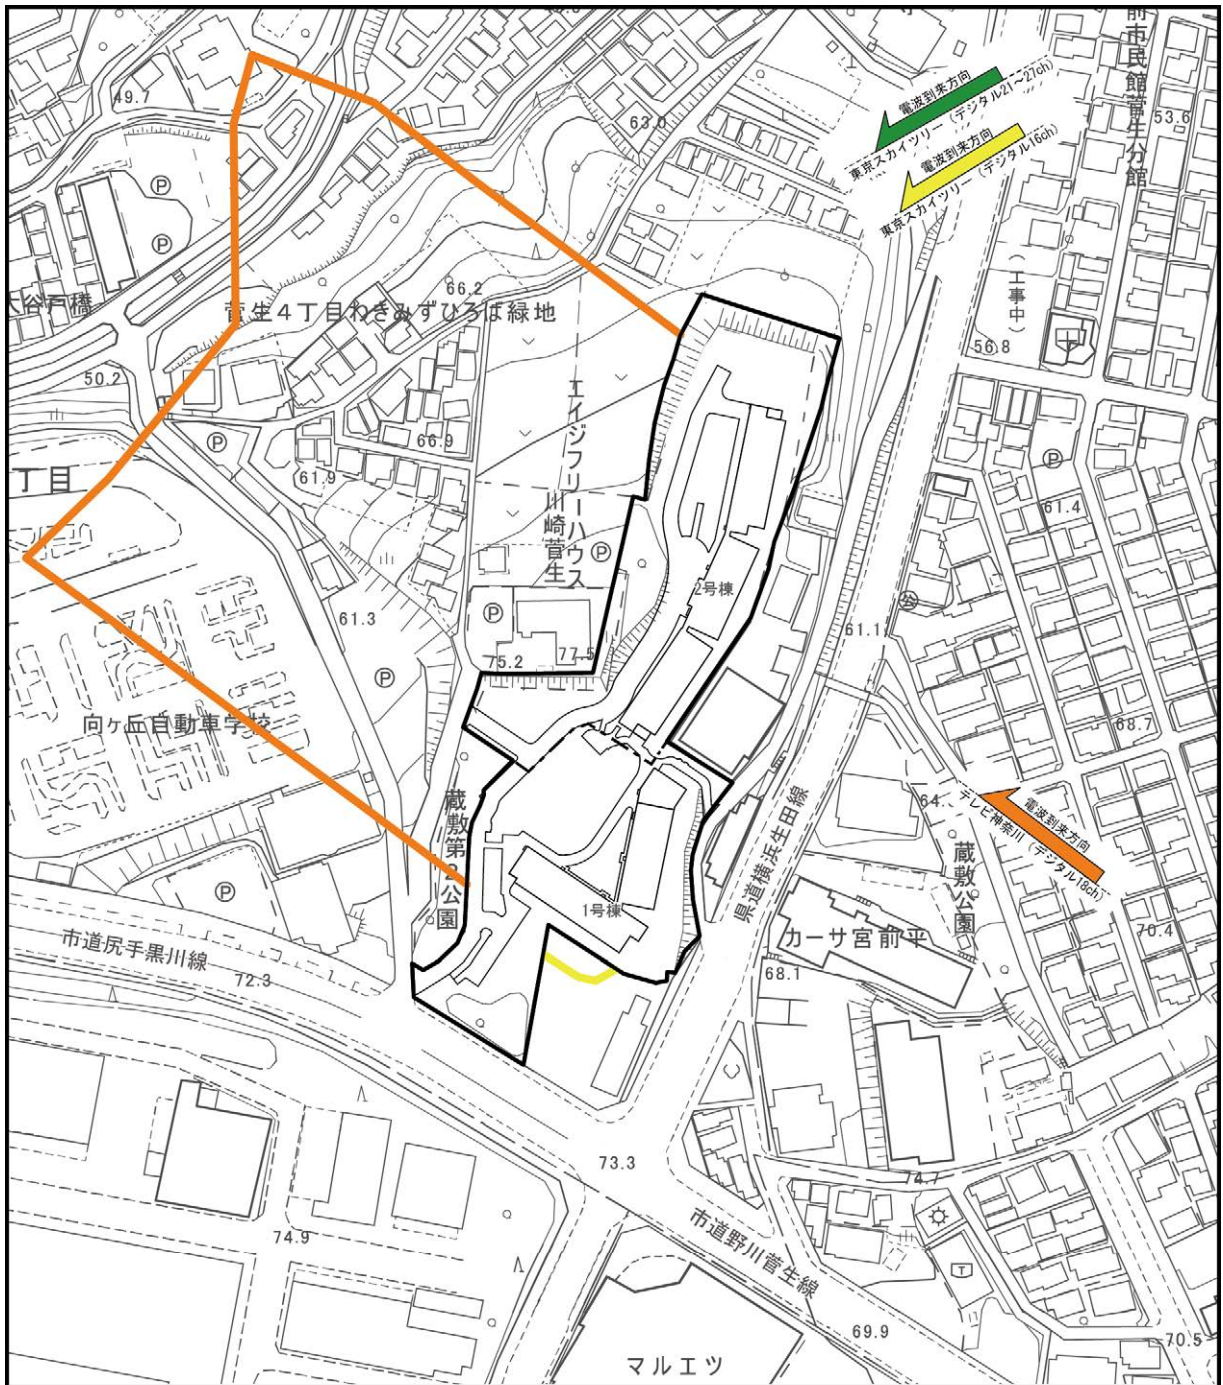 49.7
63.0
電波到来方向
東京スカイツリー（デジタル21～27ch）
電波到来方向
東京スカイツリー（デジタル16ch）
前市民館菅生分館
53.6
P
P
大谷戸橋
66.2
菅生4丁目わきみずひろば緑地
（工事中）
56.8
50.2
エイジフリーハウス
川崎菅生
P
66.9
61.9
丁目
P
61.4
P
2号棟
P
61.3
61.1
75.2
77.5
P
向ヶ丘自動車学校
68.7
64.
電波到来方向
テレビ神奈川（デジタル18ch）
蔵敷第2公園
県道横浜生田線
蔵敷公園
P
1号棟
カーサ宮前平
70.4
市道尻手黒川線
72.3
68.1
73.3
74.7
74.9
市道野川菅生線
T
69.9
70.5
マルエツ